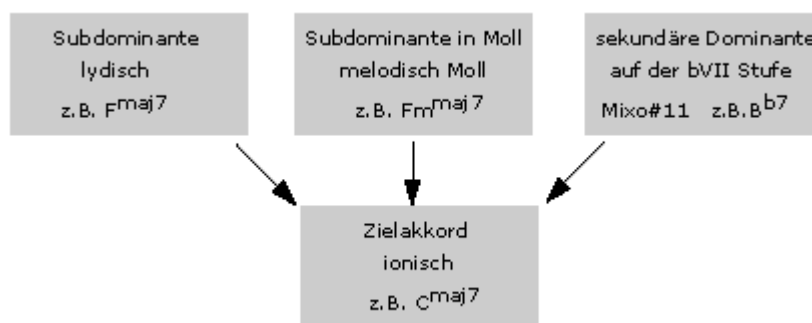 Subdominante
lydisch
z.B. Fmaj7
Subdominante in Moll
melodisch Moll
z.B. Fmmaj7
sekundäre Dominante
auf der bVII Stufe
Mixo#11 z.B.Bb7
Zielakkord
ionisch
z.B. Cmaj7